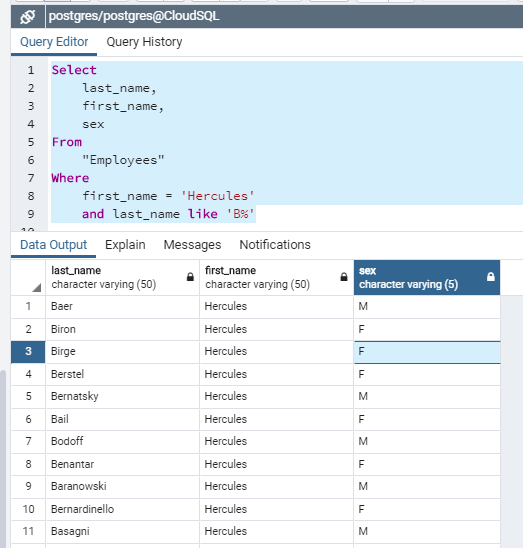 postgres/postgres@CloudSQL
Query Editor Query History
1 Select
2 last_name,
3 first_name,
4 sex
5 From
6 "Employees"
7 Where
8 first_name = 'Hercules'
9 and last_name like 'B%'
Data Output Explain Messages Notifications
last_name first_name sex
character varying (50) character varying (50) character varying (5)
1 Baer Hercules M
2 Biron Hercules F
3 Birge Hercules F
4 Berstel Hercules F
5 Bernatsky Hercules M
6 Bail Hercules F
7 Bodoff Hercules M
8 Benantar Hercules F
9 Baranowski Hercules M
10 Bernardinello Hercules F
11 Basagni Hercules M